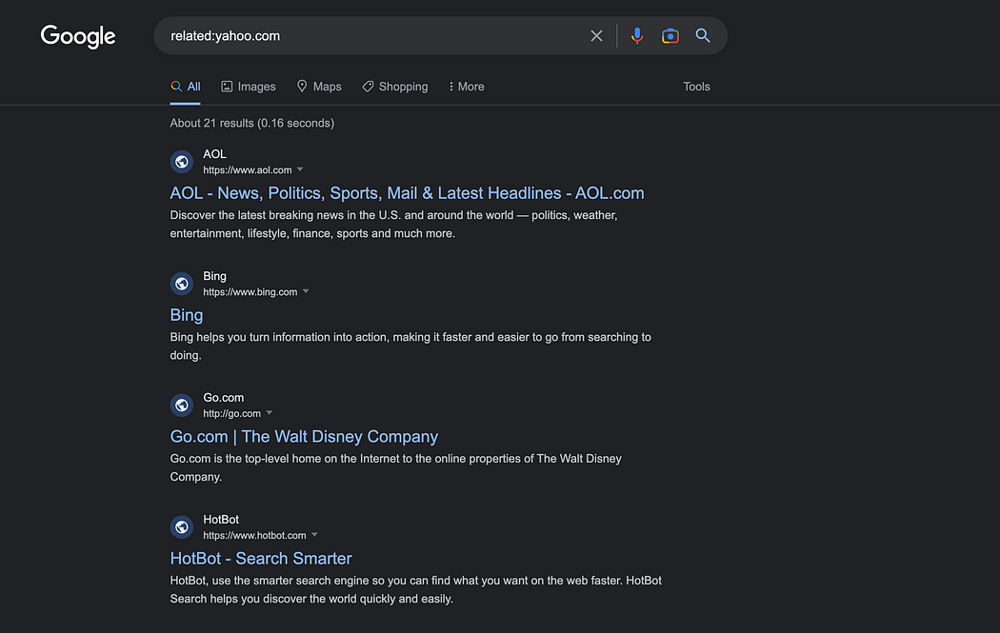 Google
related:yahoo.com
All Images Maps Shopping More Tools
About 21 results (0.16 seconds)
AOL
https://www.aol.com
AOL - News, Politics, Sports, Mail & Latest Headlines - AOL.com
Discover the latest breaking news in the U.S. and around the world — politics, weather,
entertainment, lifestyle, finance, sports and much more.
Bing
https://www.bing.com
Bing
Bing helps you turn information into action, making it faster and easier to go from searching to
doing.
Go.com
http://go.com
Go.com | The Walt Disney Company
Go.com is the top-level home on the Internet to the online properties of The Walt Disney
Company.
HotBot
https://www.hotbot.com
HotBot - Search Smarter
HotBot, use the smarter search engine so you can find what you want on the web faster. HotBot
Search helps you discover the world quickly and easily.